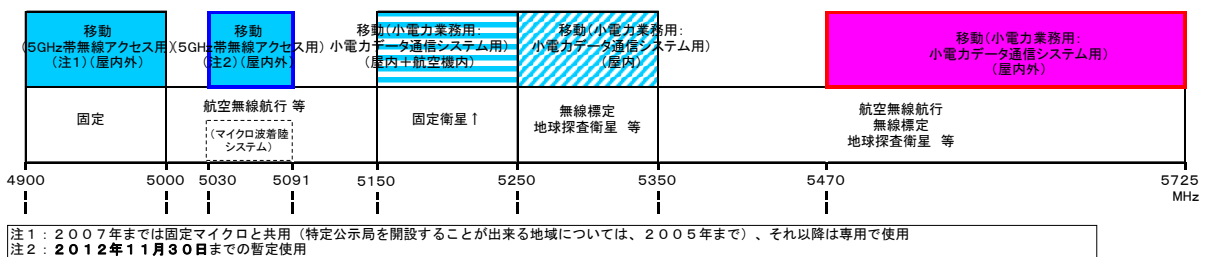 移動
(5GHz帯無線アクセス用)
(注1)(屋内外)
移動
(5GHz帯無線アクセス用)
(注2)(屋内外)
移動(小電力業務用:
小電力データ通信システム用)
(屋内+航空機内)
移動(小電力業務用:
小電力データ通信システム用)
(屋内)
移動(小電力業務用:
小電力データ通信システム用)
(屋内外)
固定
航空無線航行 等
(マイクロ波着陸
システム)
固定衛星↑
無線標定
地球探査衛星 等
航空無線航行
無線標定
地球探査衛星 等
4900 5000 5030 5091 5150 5250 5350 5470 5725
MHz
注1：2007年までは固定マイクロと共用（特定公示局を開設することが出来る地域については、2005年まで）、それ以降は専用で使用
注2：2012年11月30日までの暫定使用